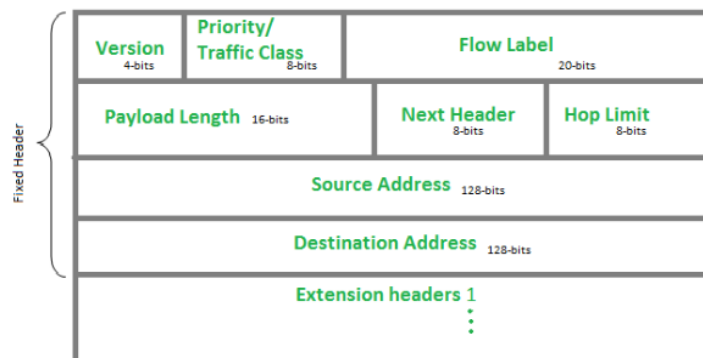 Version
4-bits
Priority/
Traffic Class
8-bits
Flow Label
20-bits
Payload Length 16-bits
Next Header
8-bits
Hop Limit
8-bits
Source Address 128-bits
Destination Address 128-bits
Extension headers 1
Fixed Header